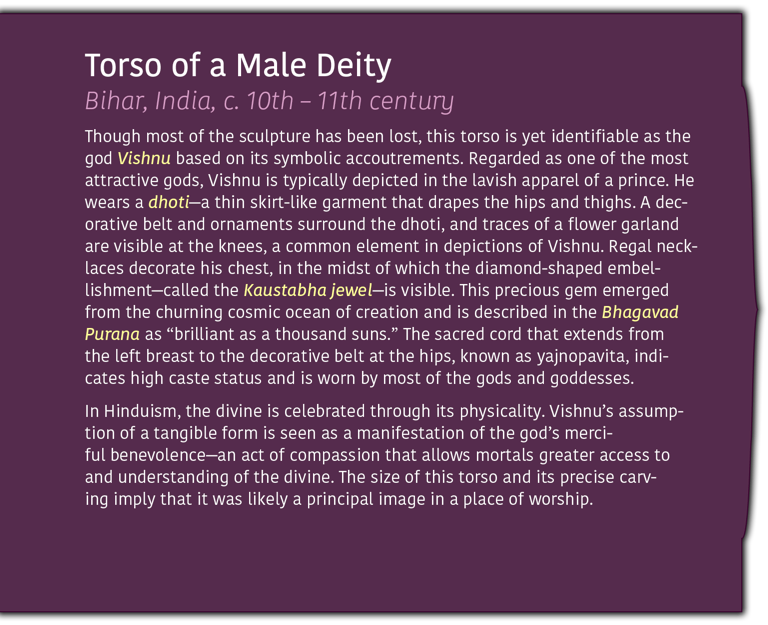 Torso of a Male Deity
Bihar, India, c. 10th – 11th century
Though most of the sculpture has been lost, this torso is yet identifiable as the
god Vishnu based on its symbolic accoutrements. Regarded as one of the most
attractive gods, Vishnu is typically depicted in the lavish apparel of a prince. He
wears a dhoti—a thin skirt-like garment that drapes the hips and thighs. A dec-
orative belt and ornaments surround the dhoti, and traces of a flower garland
are visible at the knees, a common element in depictions of Vishnu. Regal neck-
laces decorate his chest, in the midst of which the diamond-shaped embel-
lishment—called the Kaustabha jewel—is visible. This precious gem emerged
from the churning cosmic ocean of creation and is described in the Bhagavad
Purana as “brilliant as a thousand suns.” The sacred cord that extends from
the left breast to the decorative belt at the hips, known as yajnopavita, indi-
cates high caste status and is worn by most of the gods and goddesses.
In Hinduism, the divine is celebrated through its physicality. Vishnu’s assump-
tion of a tangible form is seen as a manifestation of the god’s merci-
ful benevolence—an act of compassion that allows mortals greater access to
and understanding of the divine. The size of this torso and its precise carv-
ing imply that it was likely a principal image in a place of worship.